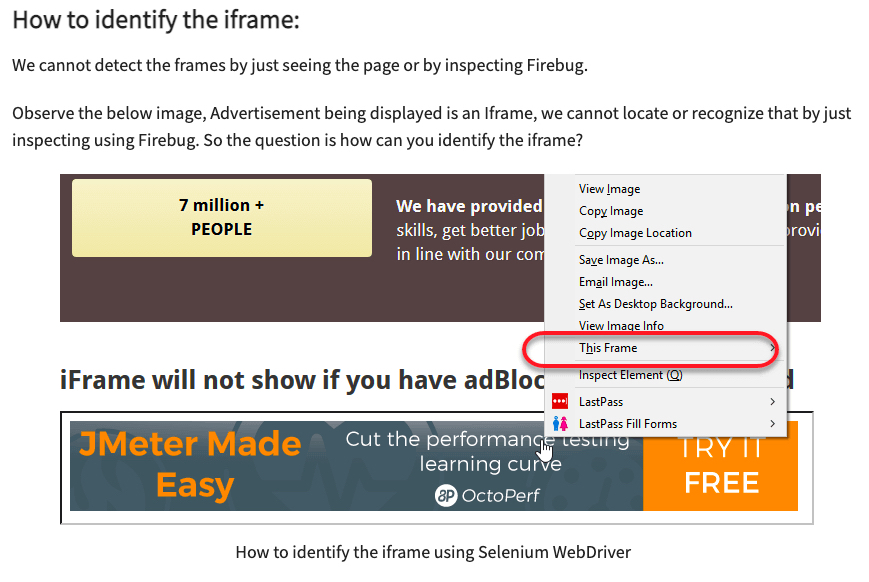 How to identify the iframe:
We cannot detect the frames by just seeing the page or by inspecting Firebug.
Observe the below image, Advertisement being displayed is an Iframe, we cannot locate or recognize that by just
inspecting using Firebug. So the question is how can you identify the iframe?
7 million +
PEOPLE
We have provided
skills, get better job
in line with our com
View Image
Copy Image
Copy Image Location
Save Image As...
Email Image...
Set As Desktop Background...
View Image Info
This Frame
Inspect Element (Q)
LastPass
LastPass Fill Forms
iFrame will not show if you have adBloc
JMeter Made
Easy
Cut the performance testing
learning curve
OctoPerf
TRY IT
FREE
How to identify the iframe using Selenium WebDriver